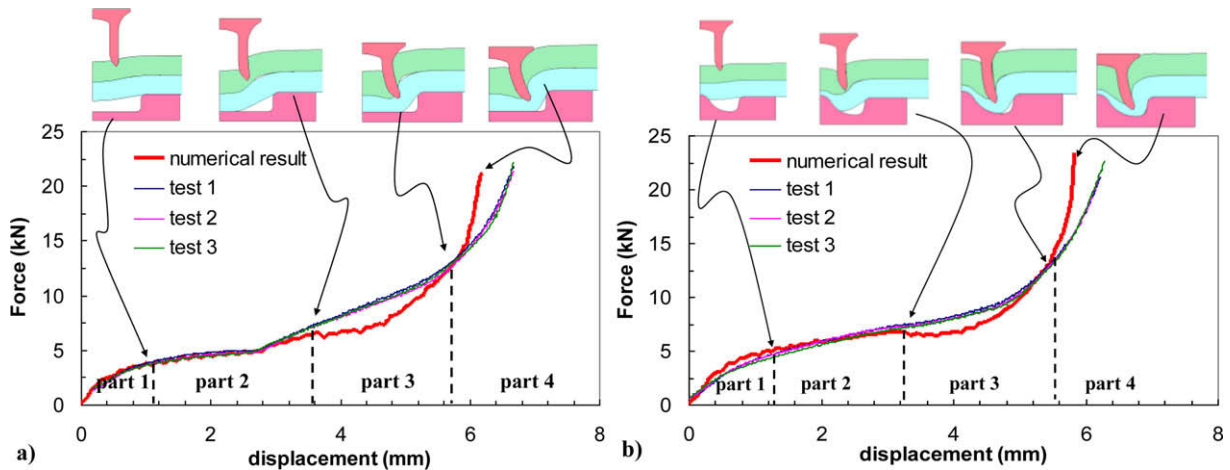 25
20
15
10
5
0
Force (kN)
numerical result
test 1
test 2
test 3
part 1
part 2
part 3
part 4
0 2 4 6 8
displacement (mm)
a)
25
20
15
10
5
0
Force (kN)
numerical result
test 1
test 2
test 3
part 1
part 2
part 3
part 4
0 2 4 6 8
displacement (mm)
b)